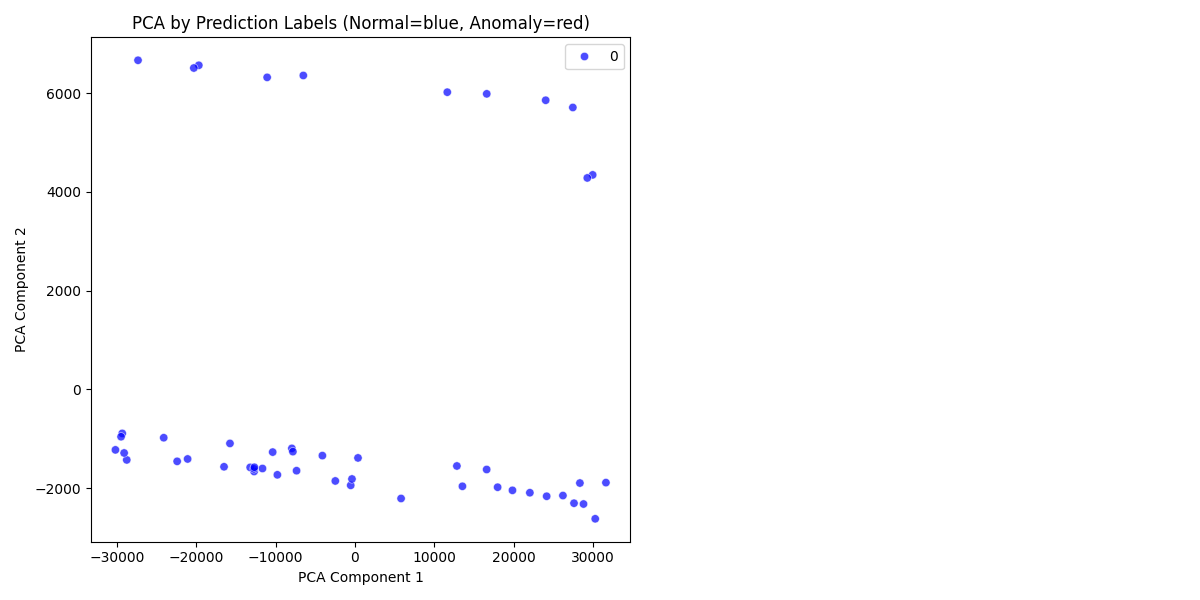 PCA by Prediction Labels (Normal=blue, Anomaly=red)
0
6000
4000
2000
0
−2000
PCA Component 2
−30000 −20000 −10000 0 10000 20000 30000
PCA Component 1